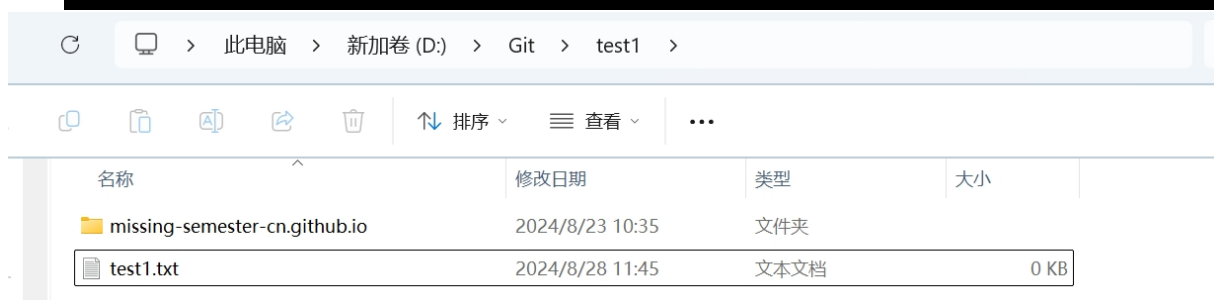 此电脑 > 新加卷 (D:) > Git > test1 >
排序 查看 •••
名称 修改日期 类型 大小
missing-semester-cn.github.io 2024/8/23 10:35 文件夹
test1.txt 2024/8/28 11:45 文本文档 0 KB